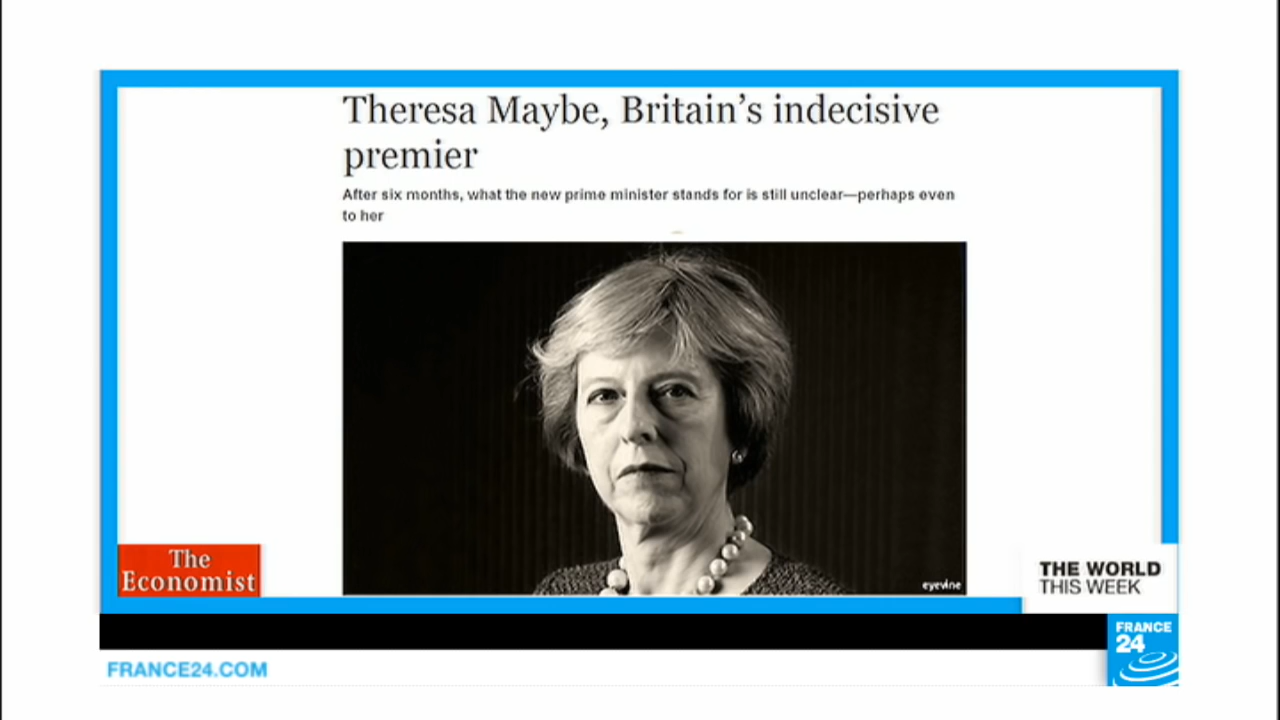 Theresa Maybe, Britain's indecisive
premier
After six months, what the new prime minister stands for is still unclear—perhaps even
to her
eyevine
The
Economist
THE WORLD
THIS WEEK
FRANCE
24
FRANCE24.COM